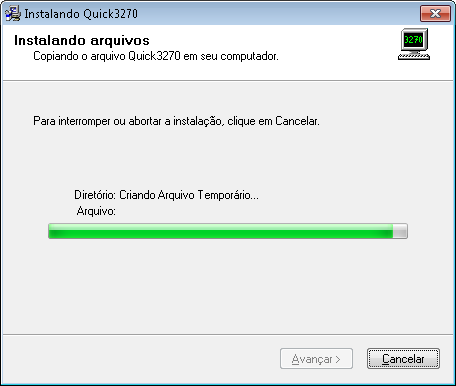 Instalando Quick3270
Instalando arquivos
Copiando o arquivo Quick3270 em seu computador.
3270
Para interromper ou abortar a instalação, clique em Cancelar.
Diretório: Criando Arquivo Temporário...
Arquivo:
Avançar >
Cancelar